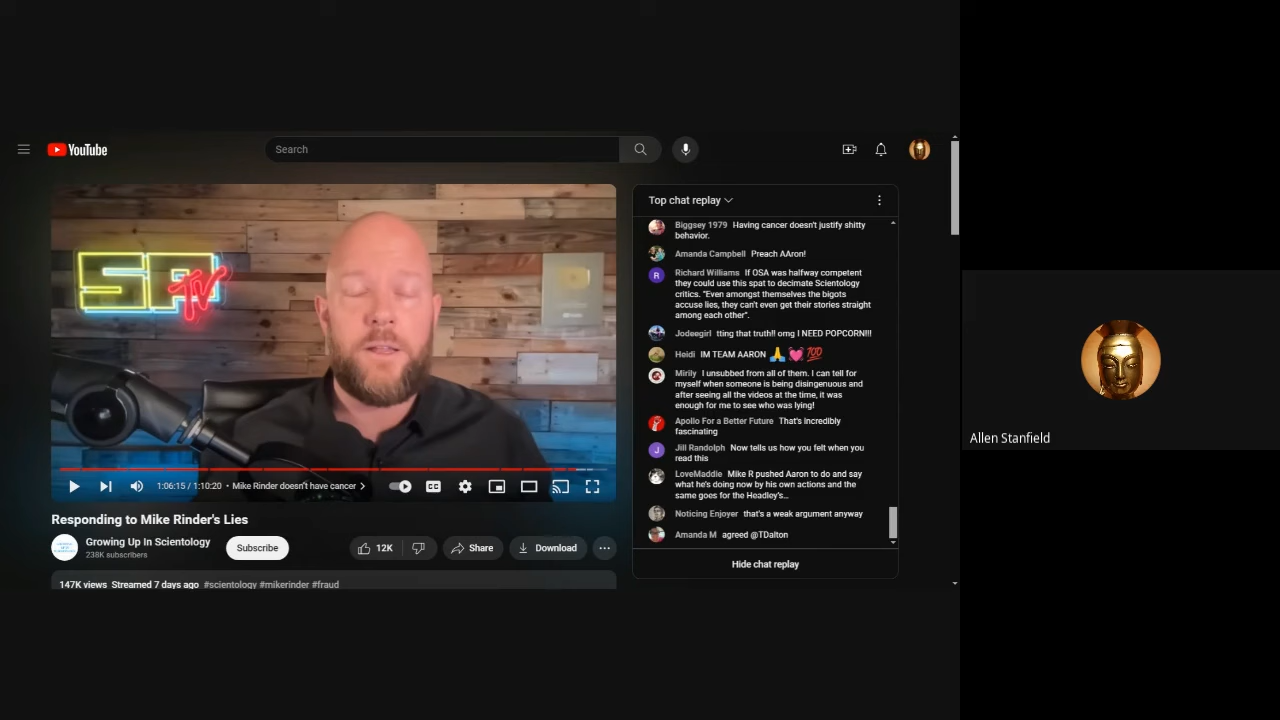 YouTube
Search
SPTV
1:06:15 / 1:10:20 • Mike Rinder doesn't have cancer
Responding to Mike Rinder's Lies
Growing Up In Scientology
238K subscribers
Subscribe
12K
Share
Download
147K views Streamed 7 days ago #scientology #mikerinder #fraud
Top chat replay
Biggsey 1979 Having cancer doesn't justify shitty
behavior.
Amanda Campbell Preach AAron!
R
Richard Williams If OSA was halfway competent
they could use this spat to decimate Scientology
critics. "Even amongst themselves the bigots
accuse lies, they can't even get their stories straight
among each other".
Jodeegirl tting that truth!! omg I NEED POPCORN!!!
Heidi IM TEAM AARON 🙏 💓 💯
Mirily I unsubbed from all of them. I can tell for
myself when someone is being disingenuous and
after seeing all the videos at the time, it was
enough for me to see who was lying!
Apollo For a Better Future That's incredibly
fascinating
J
Jill Randolph Now tells us how you felt when you
read this
LoveMaddie Mike R pushed Aaron to do and say
what he's doing now by his own actions and the
same goes for the Headley's...
Noticing Enjoyer that's a weak argument anyway
Amanda M agreed @TDalton
Hide chat replay
Allen Stanfield